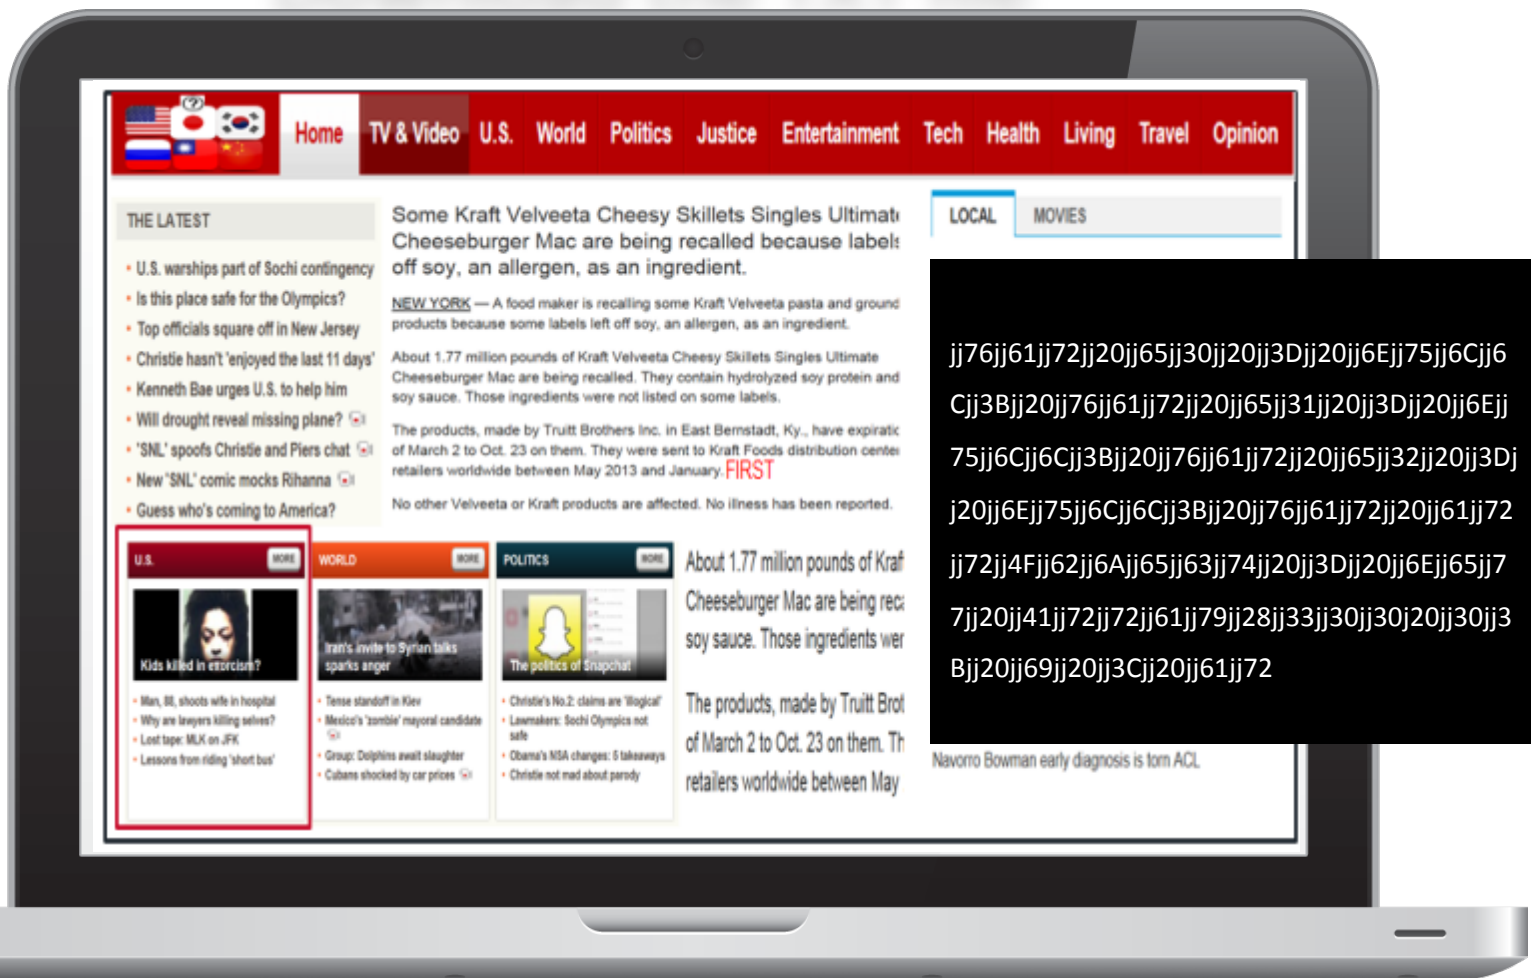 (?)
Home TV & Video U.S. World Politics Justice Entertainment Tech Health Living Travel Opinion
THE LATEST
• U.S. warships part of Sochi contingency
• Is this place safe for the Olympics?
• Top officials square off in New Jersey
• Christie hasn't 'enjoyed the last 11 days'
• Kenneth Bae urges U.S. to help him
• Will drought reveal missing plane?
• 'SNL' spoofs Christie and Piers chat
• New 'SNL' comic mocks Rihanna
• Guess who's coming to America?
Some Kraft Velveeta Cheesy Skillets Singles Ultimate
Cheeseburger Mac are being recalled because labels
off soy, an allergen, as an ingredient.
NEW YORK — A food maker is recalling some Kraft Velveeta pasta and ground
products because some labels left off soy, an allergen, as an ingredient.
About 1.77 million pounds of Kraft Velveeta Cheesy Skillets Singles Ultimate
Cheeseburger Mac are being recalled. They contain hydrolyzed soy protein and
soy sauce. Those ingredients were not listed on some labels.
The products, made by Truitt Brothers Inc. in East Bernstadt, Ky., have expiratic
of March 2 to Oct. 23 on them. They were sent to Kraft Foods distribution center
retailers worldwide between May 2013 and January. FIRST
No other Velveeta or Kraft products are affected. No illness has been reported.
LOCAL MOVIES
jj76jj61jj72jj20jj65jj30jj20jj3Djj20jj6Ejj75jj6Cjj6
Cjj3Bjj20jj76jj61jj72jj20jj65jj31jj20jj3Djj20jj6Ejj
75jj6Cjj6Cjj3Bjj20jj76jj61jj72jj20jj65jj32jj20jj3Dj
j20jj6Ejj75jj6Cjj6Cjj3Bjj20jj76jj61jj72jj20jj61jj72
jj72jj4Fjj62jj6Ajj65jj63jj74jj20jj3Djj20jj6Ejj65jj7
7jj20jj41jj72jj72jj61jj79jj28jj33jj30jj30j20jj30jj3
Bjj20jj69jj20jj3Cjj20jj61jj72
Navorro Bowman early diagnosis is torn ACL
U.S. MORE
Kids killed in exorcism?
• Man, 88, shoots wife in hospital
• Why are lawyers killing selves?
• Lost tape: MLK on JFK
• Lessons from riding 'short bus'
WORLD MORE
Iran's invite to Syrian talks
sparks anger
• Tense standoff in Kiev
• Mexico's 'zombie' mayoral candidate
• Group: Dolphins await slaughter
• Cubans shocked by car prices
POLITICS MORE
The politics of Snapchat
• Christie's No.2: claims are 'illogical'
• Lawmakers: Sochi Olympics not
safe
• Obama's NSA changes: 5 takeaways
• Christie not mad about parody
About 1.77 million pounds of Kraf
Cheeseburger Mac are being reca
soy sauce. Those ingredients wer
The products, made by Truitt Brot
of March 2 to Oct. 23 on them. Th
retailers worldwide between May